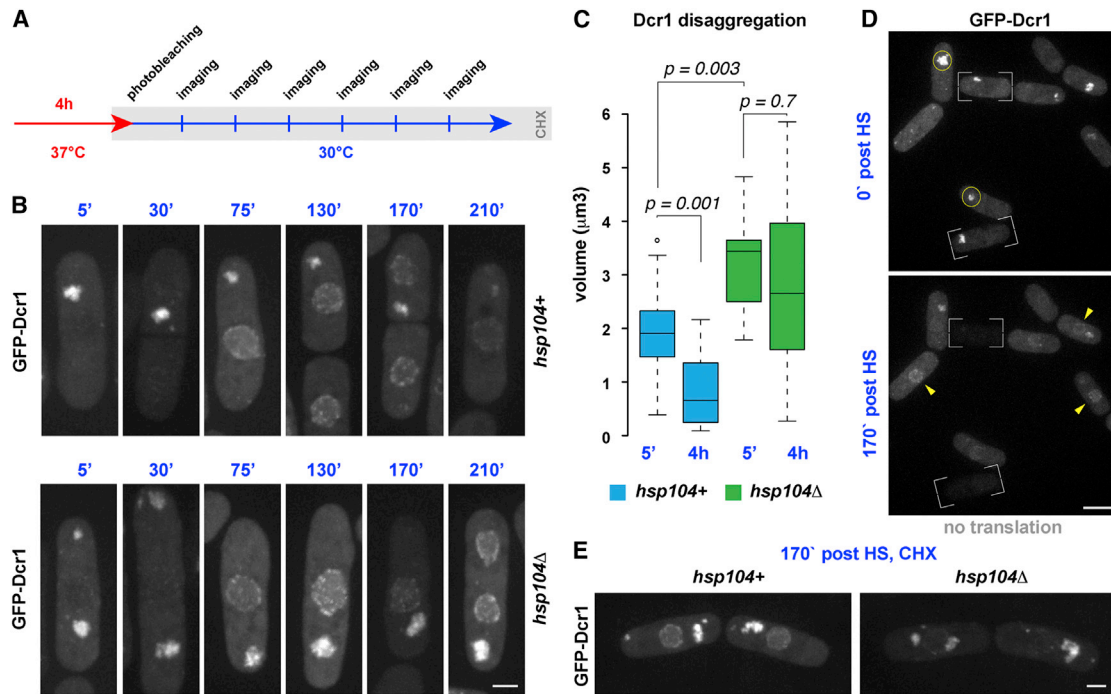 A
photobleaching
imaging
imaging
imaging
imaging
imaging
imaging
4h
37°C
30°C
CHX
B
5’ 30’ 75’ 130’ 170’ 210’
GFP-Dcr1
hsp104+
5’ 30’ 75’ 130’ 170’ 210’
GFP-Dcr1
hsp104Δ
C
Dcr1 disaggregation
p = 0.003
p = 0.7
p = 0.001
volume (μm3)
6
5
4
3
2
1
0
5’ 4h 5’ 4h
hsp104+ hsp104Δ
D
GFP-Dcr1
0` post HS
170` post HS
no translation
E
170` post HS, CHX
hsp104+ hsp104Δ
GFP-Dcr1